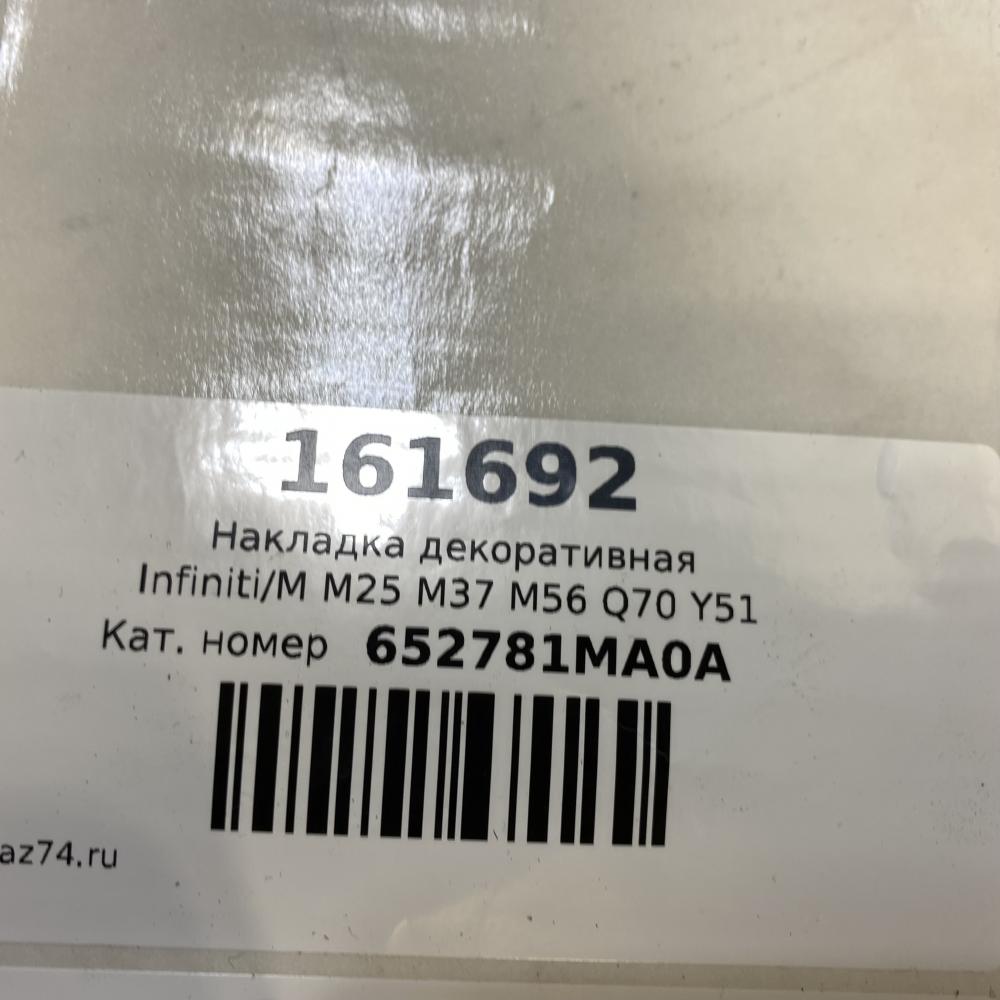 161692
Накладка декоративная
Infiniti/M M25 M37 M56 Q70 Y51
Кат. номер 652781MA0A
az74.ru